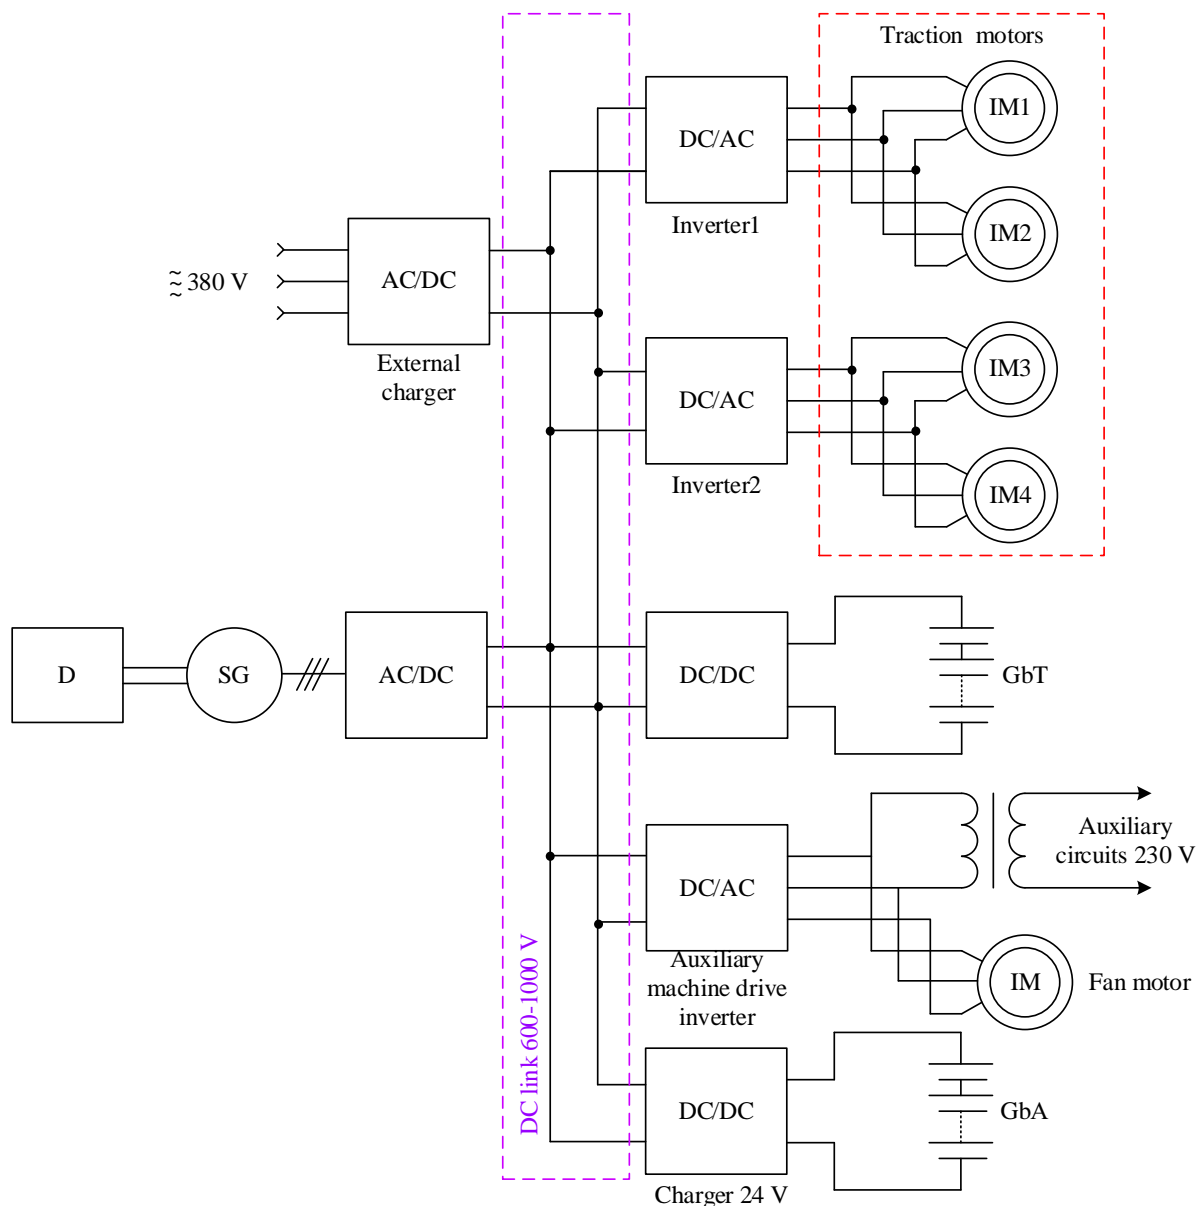 Traction motors
IM1
DC/AC
Inverter1
IM2
≈ 380 V
AC/DC
External
charger
IM3
DC/AC
Inverter2
IM4
D
SG
AC/DC
DC/DC
GbT
DC link 600-1000 V
DC/AC
Auxiliary
machine drive
inverter
Auxiliary
circuits 230 V
IM
Fan motor
DC/DC
Charger 24 V
GbA